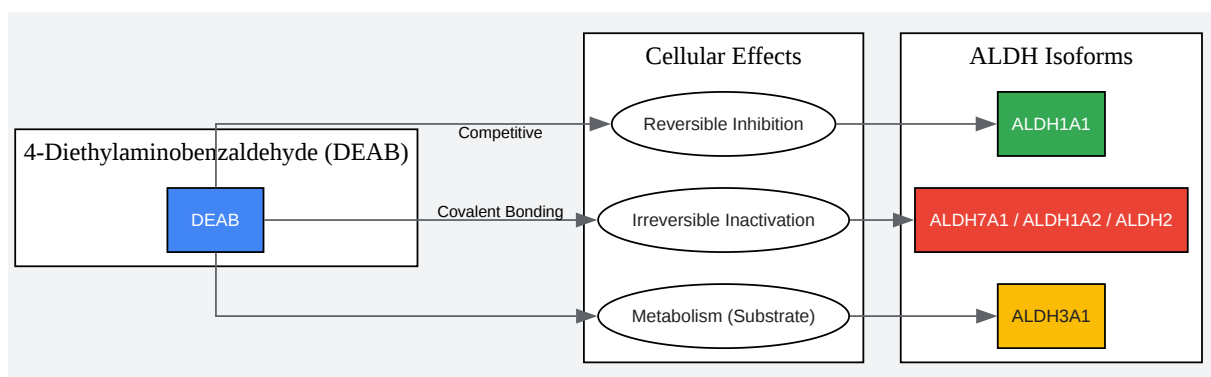 Cellular Effects
ALDH Isoforms
4-Diethylaminobenzaldehyde (DEAB)
DEAB
Competitive
Reversible Inhibition
ALDH1A1
Covalent Bonding
Irreversible Inactivation
ALDH7A1 / ALDH1A2 / ALDH2
Metabolism (Substrate)
ALDH3A1